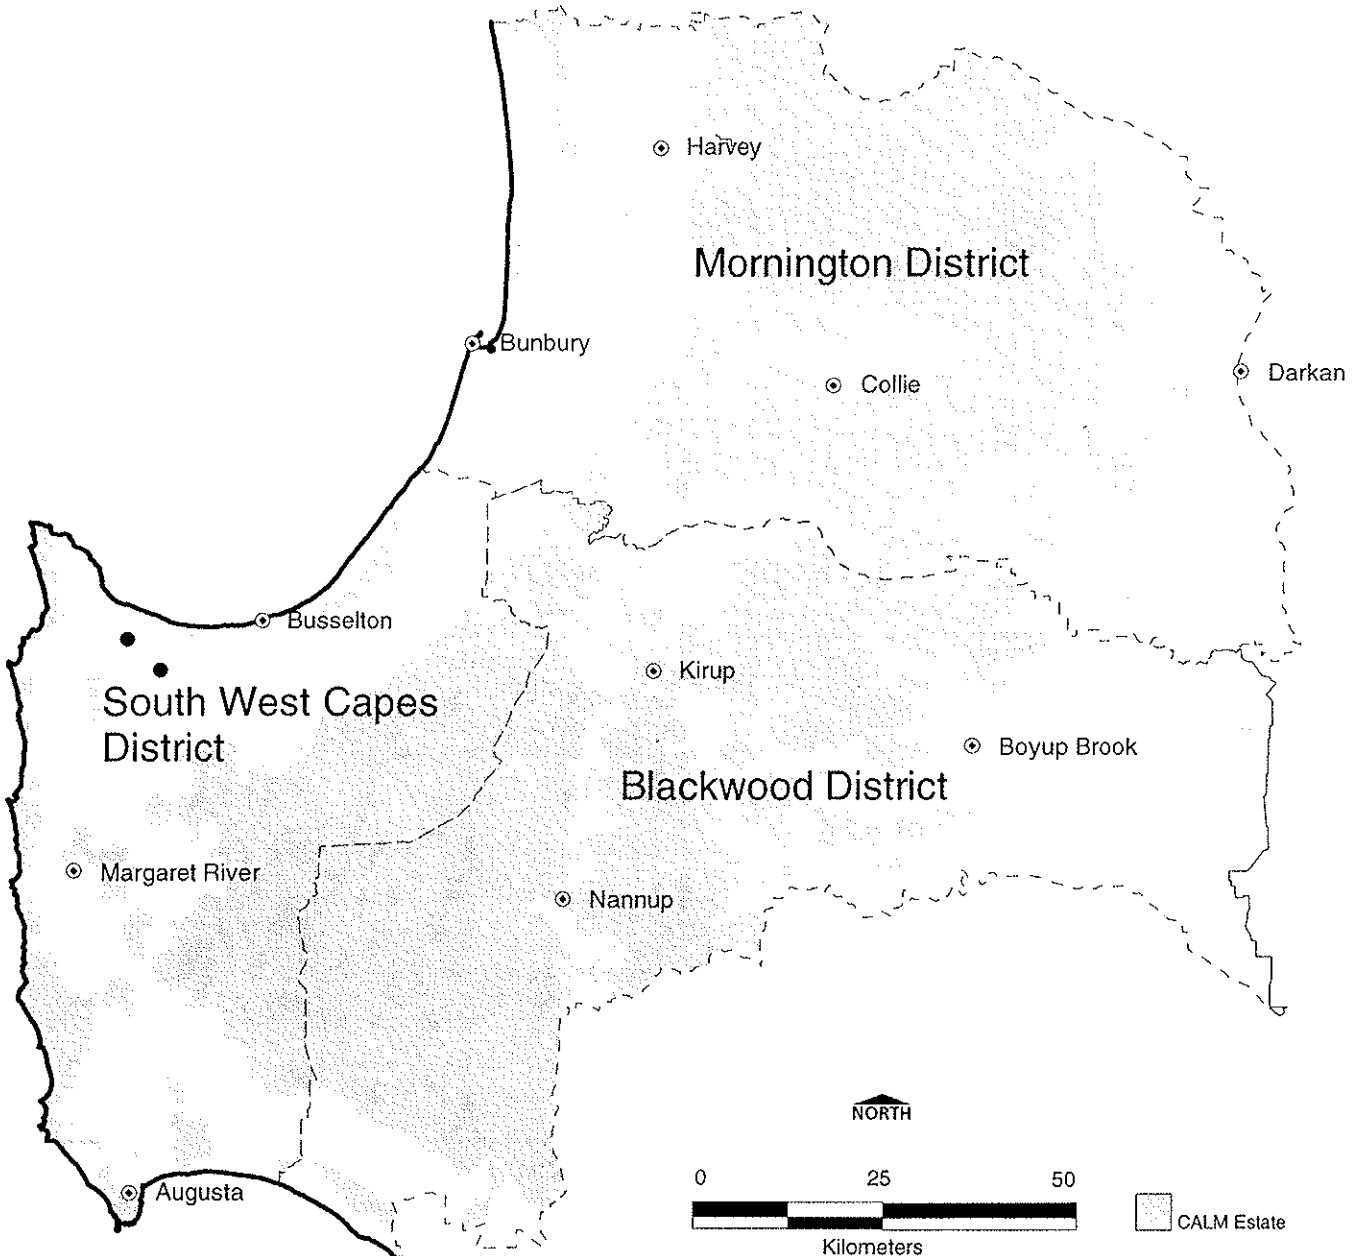 Harvey
Mornington District
Bunbury
Collie
Darkan
Busselton
Kirup
South West Capes
District
Boyup Brook
Blackwood District
Margaret River
Nannup
NORTH
0 25 50
Augusta
CALM Estate
Kilometers